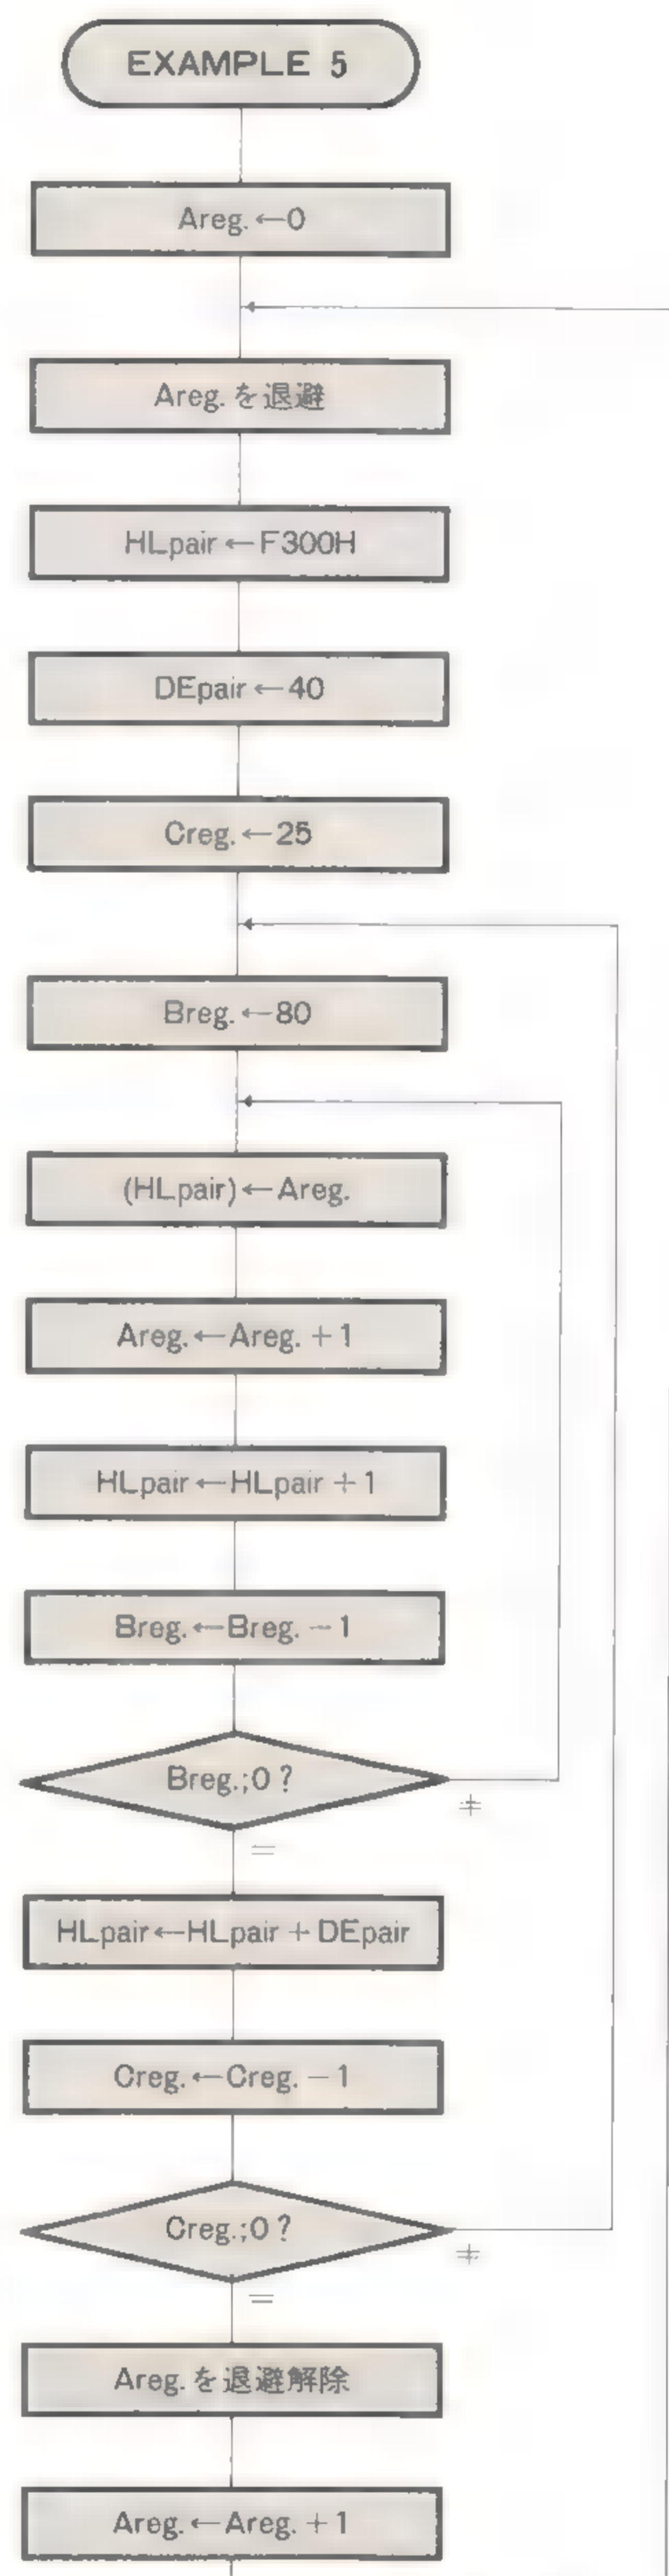 EXAMPLE 5
Areg.←0
Areg.を退避
HLpair←F300H
DEpair←40
Creg.←25
Breg.←80
(HLpair)←Areg.
Areg.←Areg.+1
HLpair←HLpair+1
Breg.←Breg.−1
Breg.;0?
≠
=
HLpair←HLpair+DEpair
Creg.←Creg.−1
Creg.;0?
≠
=
Areg.を退避解除
Areg.←Areg.+1